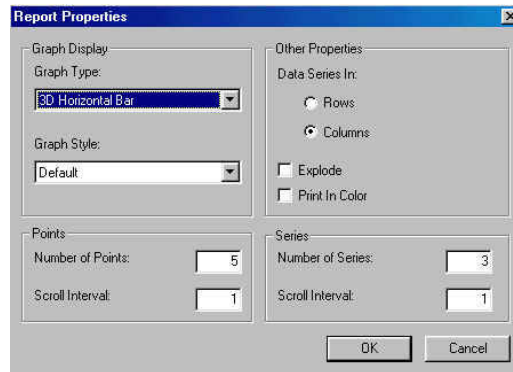 Report Properties
Graph Display
Graph Type:
3D Horizontal Bar
Graph Style:
Default
Other Properties
Data Series In:
Rows
Columns
Explode
Print In Color
Points
Number of Points: 5
Scroll Interval: 1
Series
Number of Series: 3
Scroll Interval: 1
OK
Cancel